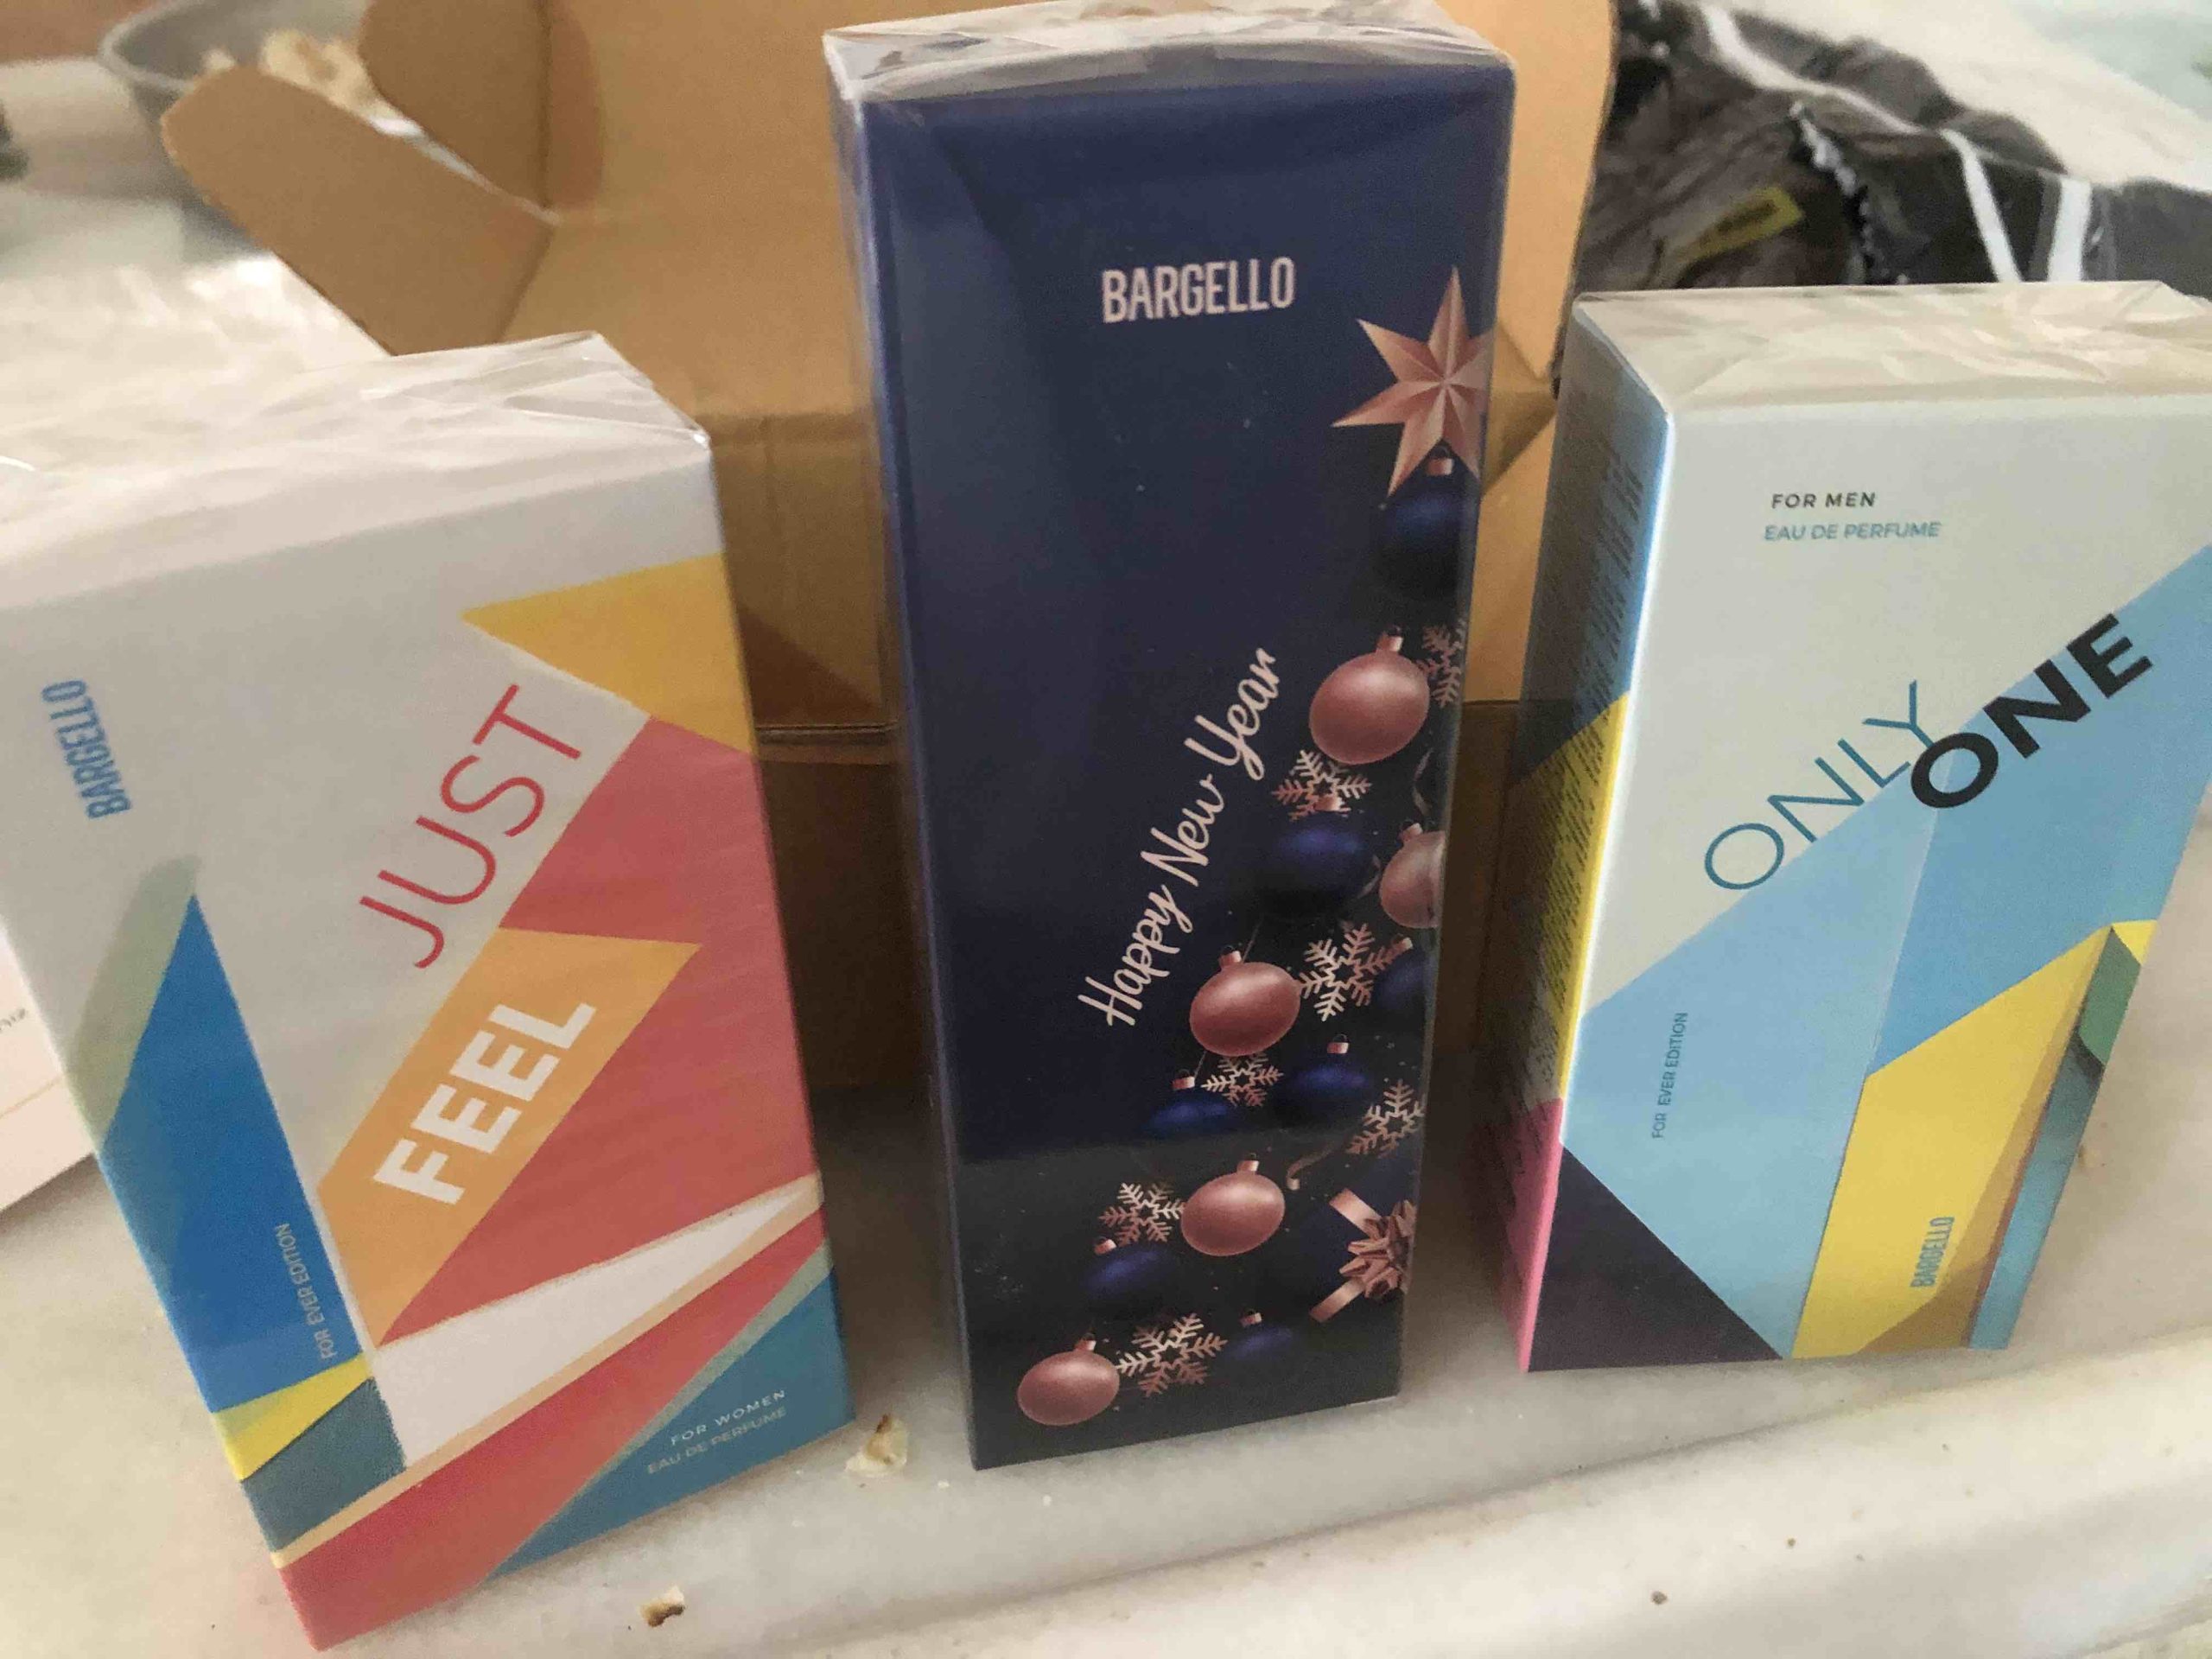 BARGELLO
JUST
FEEL
FOR EVER EDITION
FOR WOMEN
EAU DE PERFUME
BARGELLO
Happy New Year
FOR MEN
EAU DE PERFUME
ONLY
ONE
FOR EVER EDITION
BARGELLO